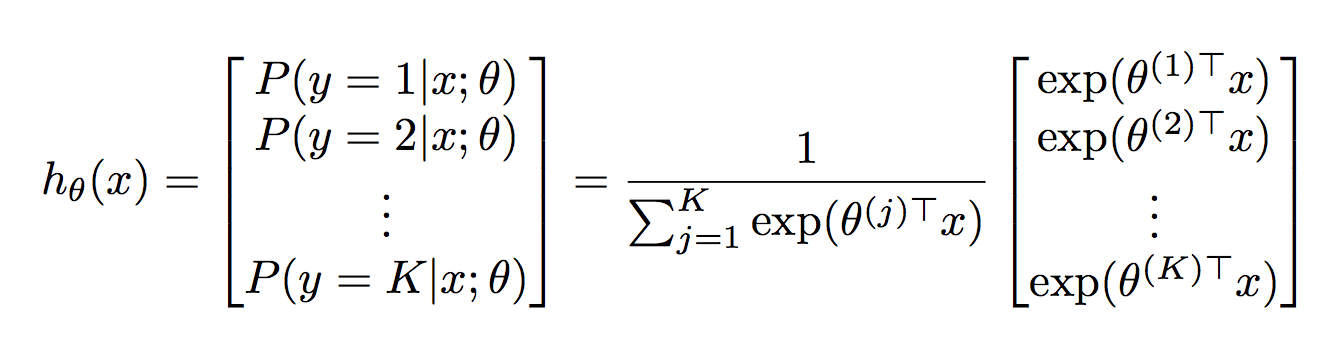 h_θ(x) = [ P(y = 1|x; θ) P(y = 2|x; θ) ⋮ P(y = K|x; θ) ] = 1 / ∑_{j=1}^{K} exp(θ^{(j)⊤} x) [ exp(θ^{(1)⊤} x) exp(θ^{(2)⊤} x) ⋮ exp(θ^{(K)⊤} x) ]